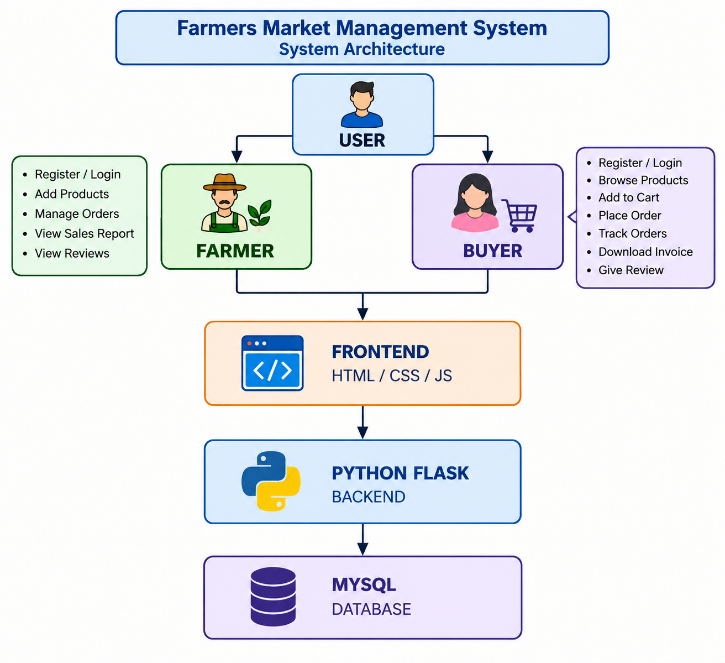 Farmers Market Management System
System Architecture
USER
• Register / Login
• Add Products
• Manage Orders
• View Sales Report
• View Reviews
FARMER
BUYER
• Register / Login
• Browse Products
• Add to Cart
• Place Order
• Track Orders
• Download Invoice
• Give Review
</>
FRONTEND
HTML / CSS / JS
PYTHON FLASK
BACKEND
MYSQL
DATABASE